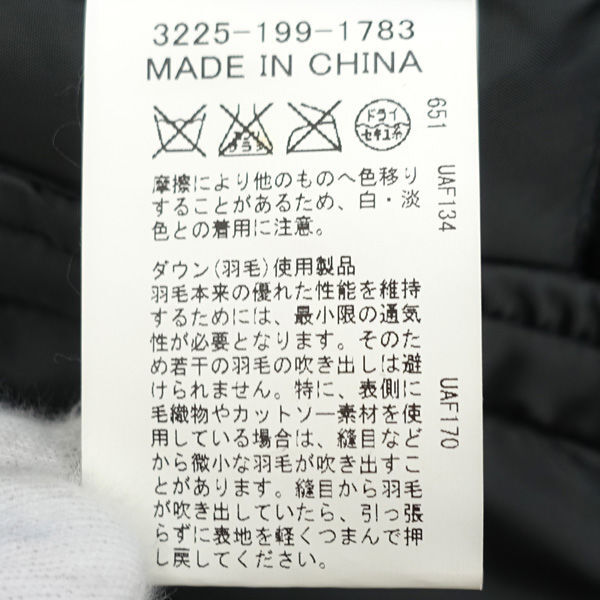 3225-199-1783
MADE IN CHINA
ドライ
セキユ系
摩擦により他のものへ色移り
することがあるため、白・淡
色との着用に注意。
ダウン(羽毛)使用製品
羽毛本来の優れた性能を維持
するためには、最小限の通気
性が必要となります。そのた
め若干の羽毛の吹き出しは避
けられません。特に、表側に
毛織物やカットソー素材を使
用している場合は、縫目など
から微小な羽毛が吹き出すこ
とがあります。縫目から羽毛
が吹き出していたら、引っ張
らずに表地を軽くつまんで押
し戻してください。
651 UAF134
UAF170